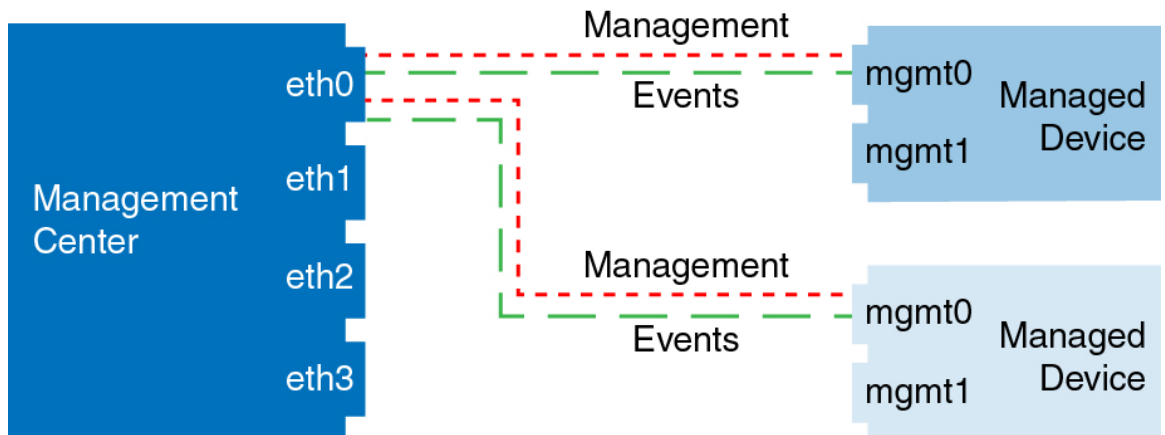 Management
Center
eth0
eth1
eth2
eth3
Management
Events
mgmt0
mgmt1
Managed
Device
Management
Events
mgmt0
mgmt1
Managed
Device